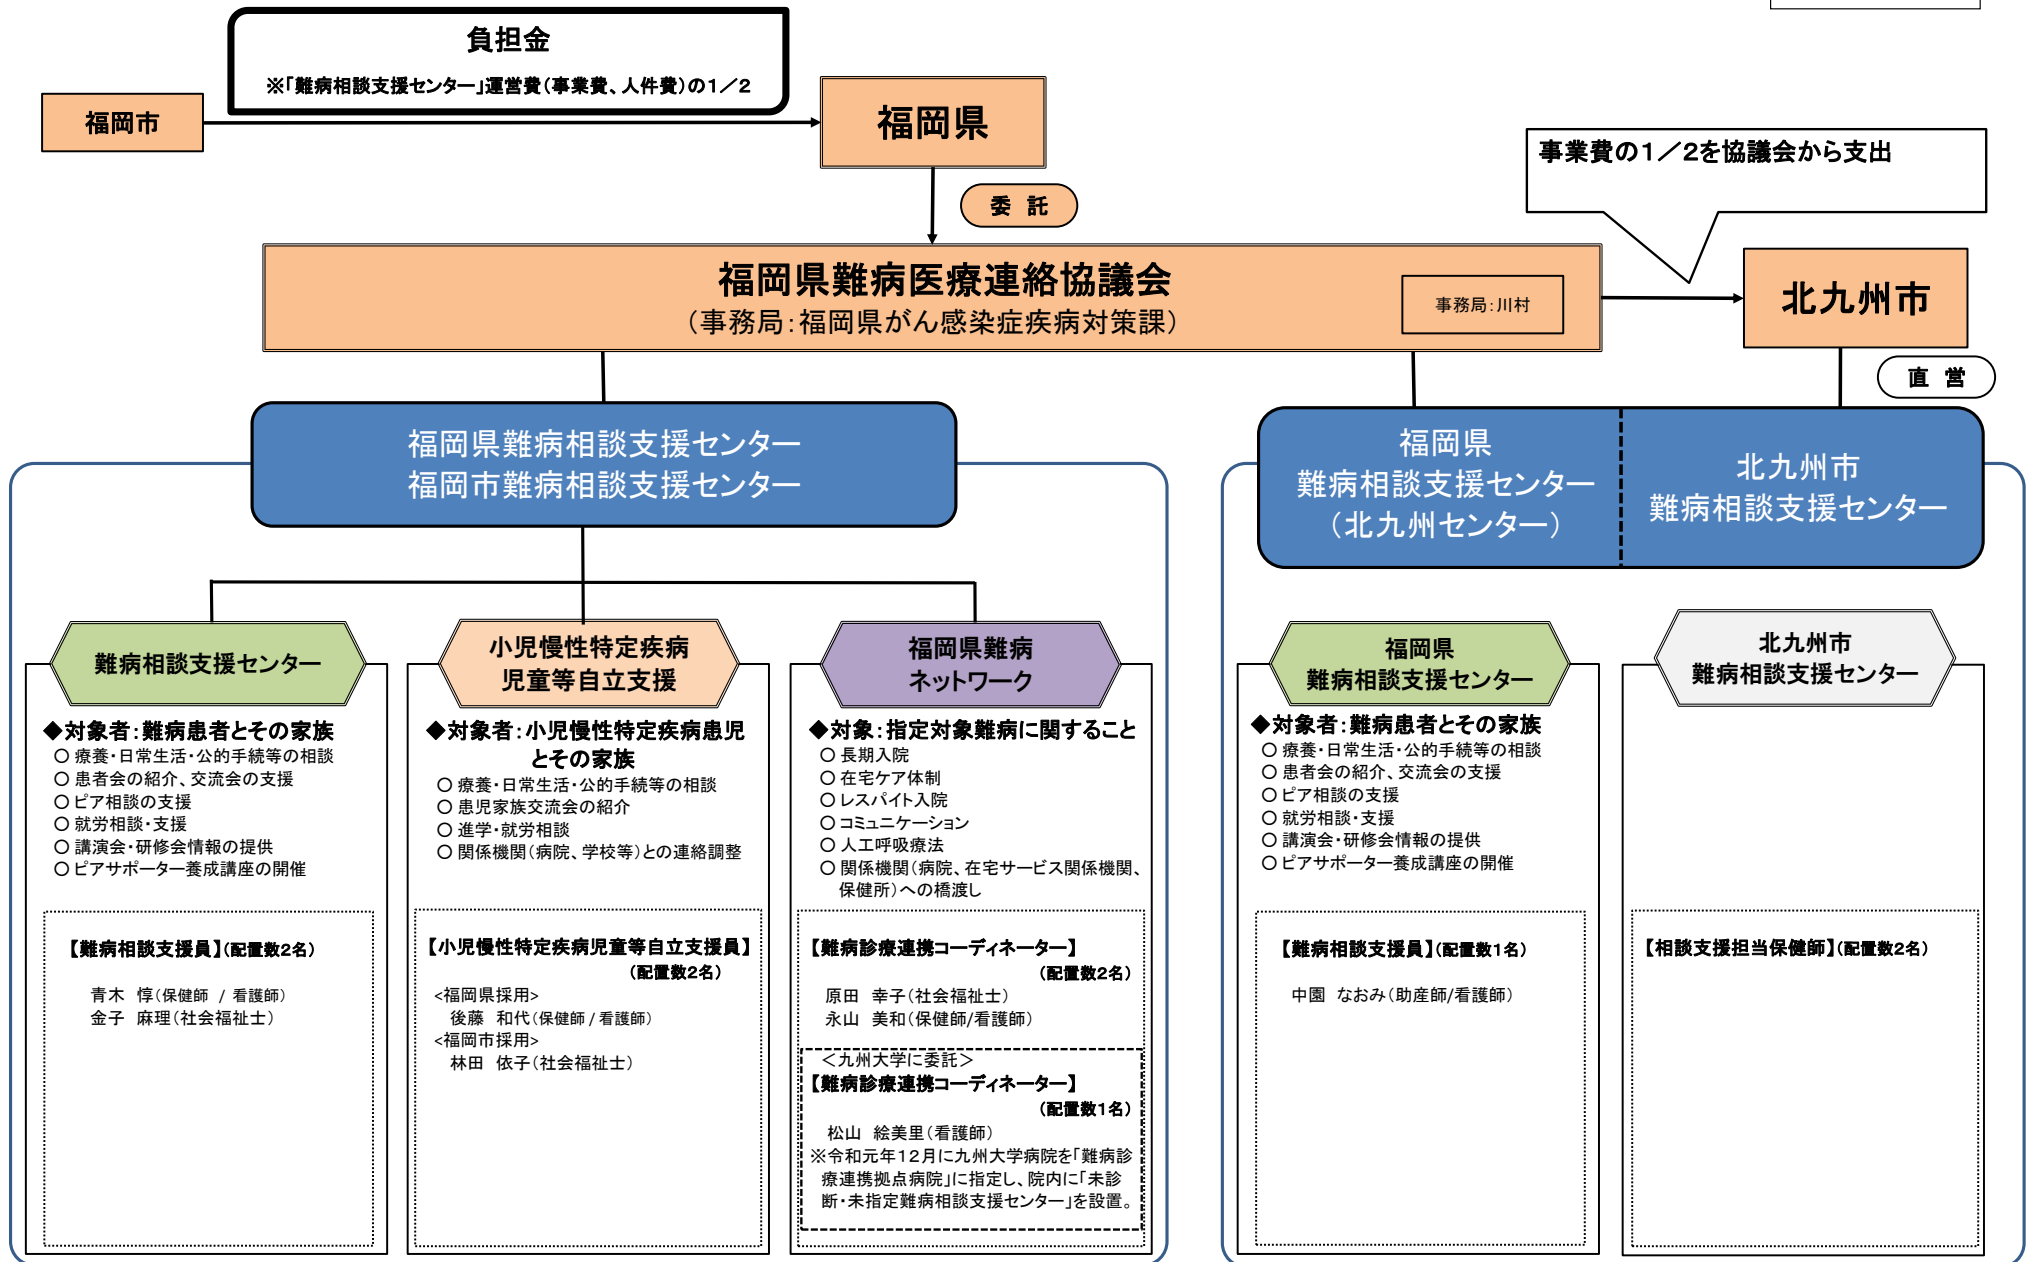 負担金
※「難病相談支援センター」運営費（事業費、人件費）の１／２
福岡市
福岡県
委 託
事業費の１／２を協議会から支出
福岡県難病医療連絡協議会
（事務局：福岡県がん感染症疾病対策課）
事務局：川村
北九州市
直 営
福岡県難病相談支援センター
福岡市難病相談支援センター
福岡県
難病相談支援センター
（北九州センター）
北九州市
難病相談支援センター
難病相談支援センター
◆対象者：難病患者とその家族
○ 療養・日常生活・公的手続等の相談
○ 患者会の紹介、交流会の支援
○ ピア相談の支援
○ 就労相談・支援
○ 講演会・研修会情報の提供
○ ピアサポーター養成講座の開催
【難病相談支援員】（配置数2名）
青木　惇（保健師 / 看護師）
金子　麻理（社会福祉士）
小児慢性特定疾病
児童等自立支援
◆対象者：小児慢性特定疾病患児
とその家族
○ 療養・日常生活・公的手続等の相談
○ 患児家族交流会の紹介
○ 進学・就労相談
○ 関係機関（病院、学校等）との連絡調整
【小児慢性特定疾病児童等自立支援員】
（配置数2名）
<福岡県採用>
後藤　和代（保健師 / 看護師）
<福岡市採用>
林田　依子（社会福祉士）
福岡県難病
ネットワーク
◆対象：指定対象難病に関すること
○ 長期入院
○ 在宅ケア体制
○ レスパイト入院
○ コミュニケーション
○ 人工呼吸療法
○ 関係機関（病院、在宅サービス関係機関、
保健所）への橋渡し
【難病診療連携コーディネーター】
（配置数2名）
原田　幸子（社会福祉士）
永山　美和（保健師/看護師）
＜九州大学に委託＞
【難病診療連携コーディネーター】
（配置数1名）
松山　絵美里（看護師）
※令和元年１２月に九州大学病院を「難病診
療連携拠点病院」に指定し、院内に「未診
断・未指定難病相談支援センター」を設置。
福岡県
難病相談支援センター
◆対象者：難病患者とその家族
○ 療養・日常生活・公的手続等の相談
○ 患者会の紹介、交流会の支援
○ ピア相談の支援
○ 就労相談・支援
○ 講演会・研修会情報の提供
○ ピアサポーター養成講座の開催
【難病相談支援員】（配置数1名）
中園　なおみ（助産師/看護師）
北九州市
難病相談支援センター
【相談支援担当保健師】（配置数2名）